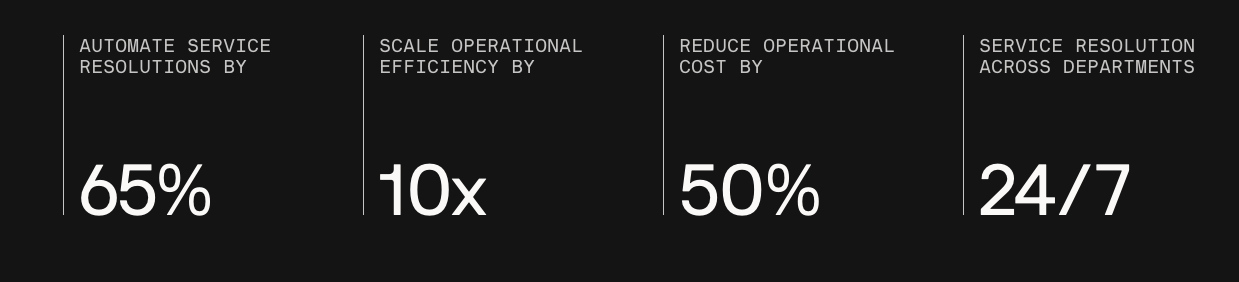 AUTOMATE SERVICE
RESOLUTIONS BY
65%
SCALE OPERATIONAL
EFFICIENCY BY
10x
REDUCE OPERATIONAL
COST BY
50%
SERVICE RESOLUTION
ACROSS DEPARTMENTS
24/7